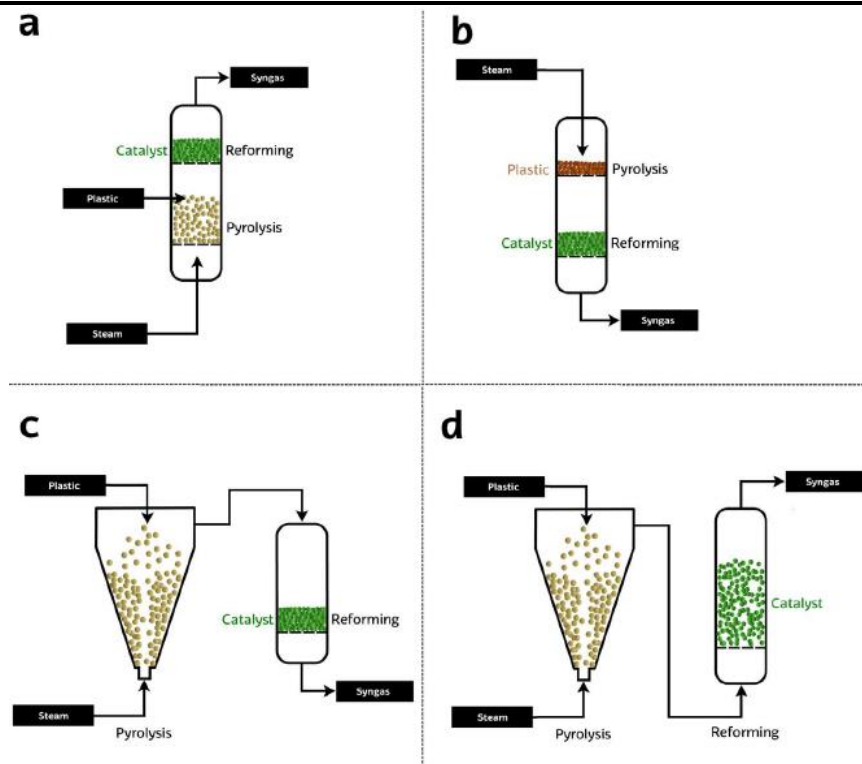 a
Syngas
Catalyst
Reforming
Plastic
Pyrolysis
Steam
b
Steam
Plastic
Pyrolysis
Catalyst
Reforming
Syngas
c
Plastic
Catalyst
Reforming
Syngas
Steam
Pyrolysis
d
Syngas
Plastic
Catalyst
Steam
Pyrolysis
Reforming